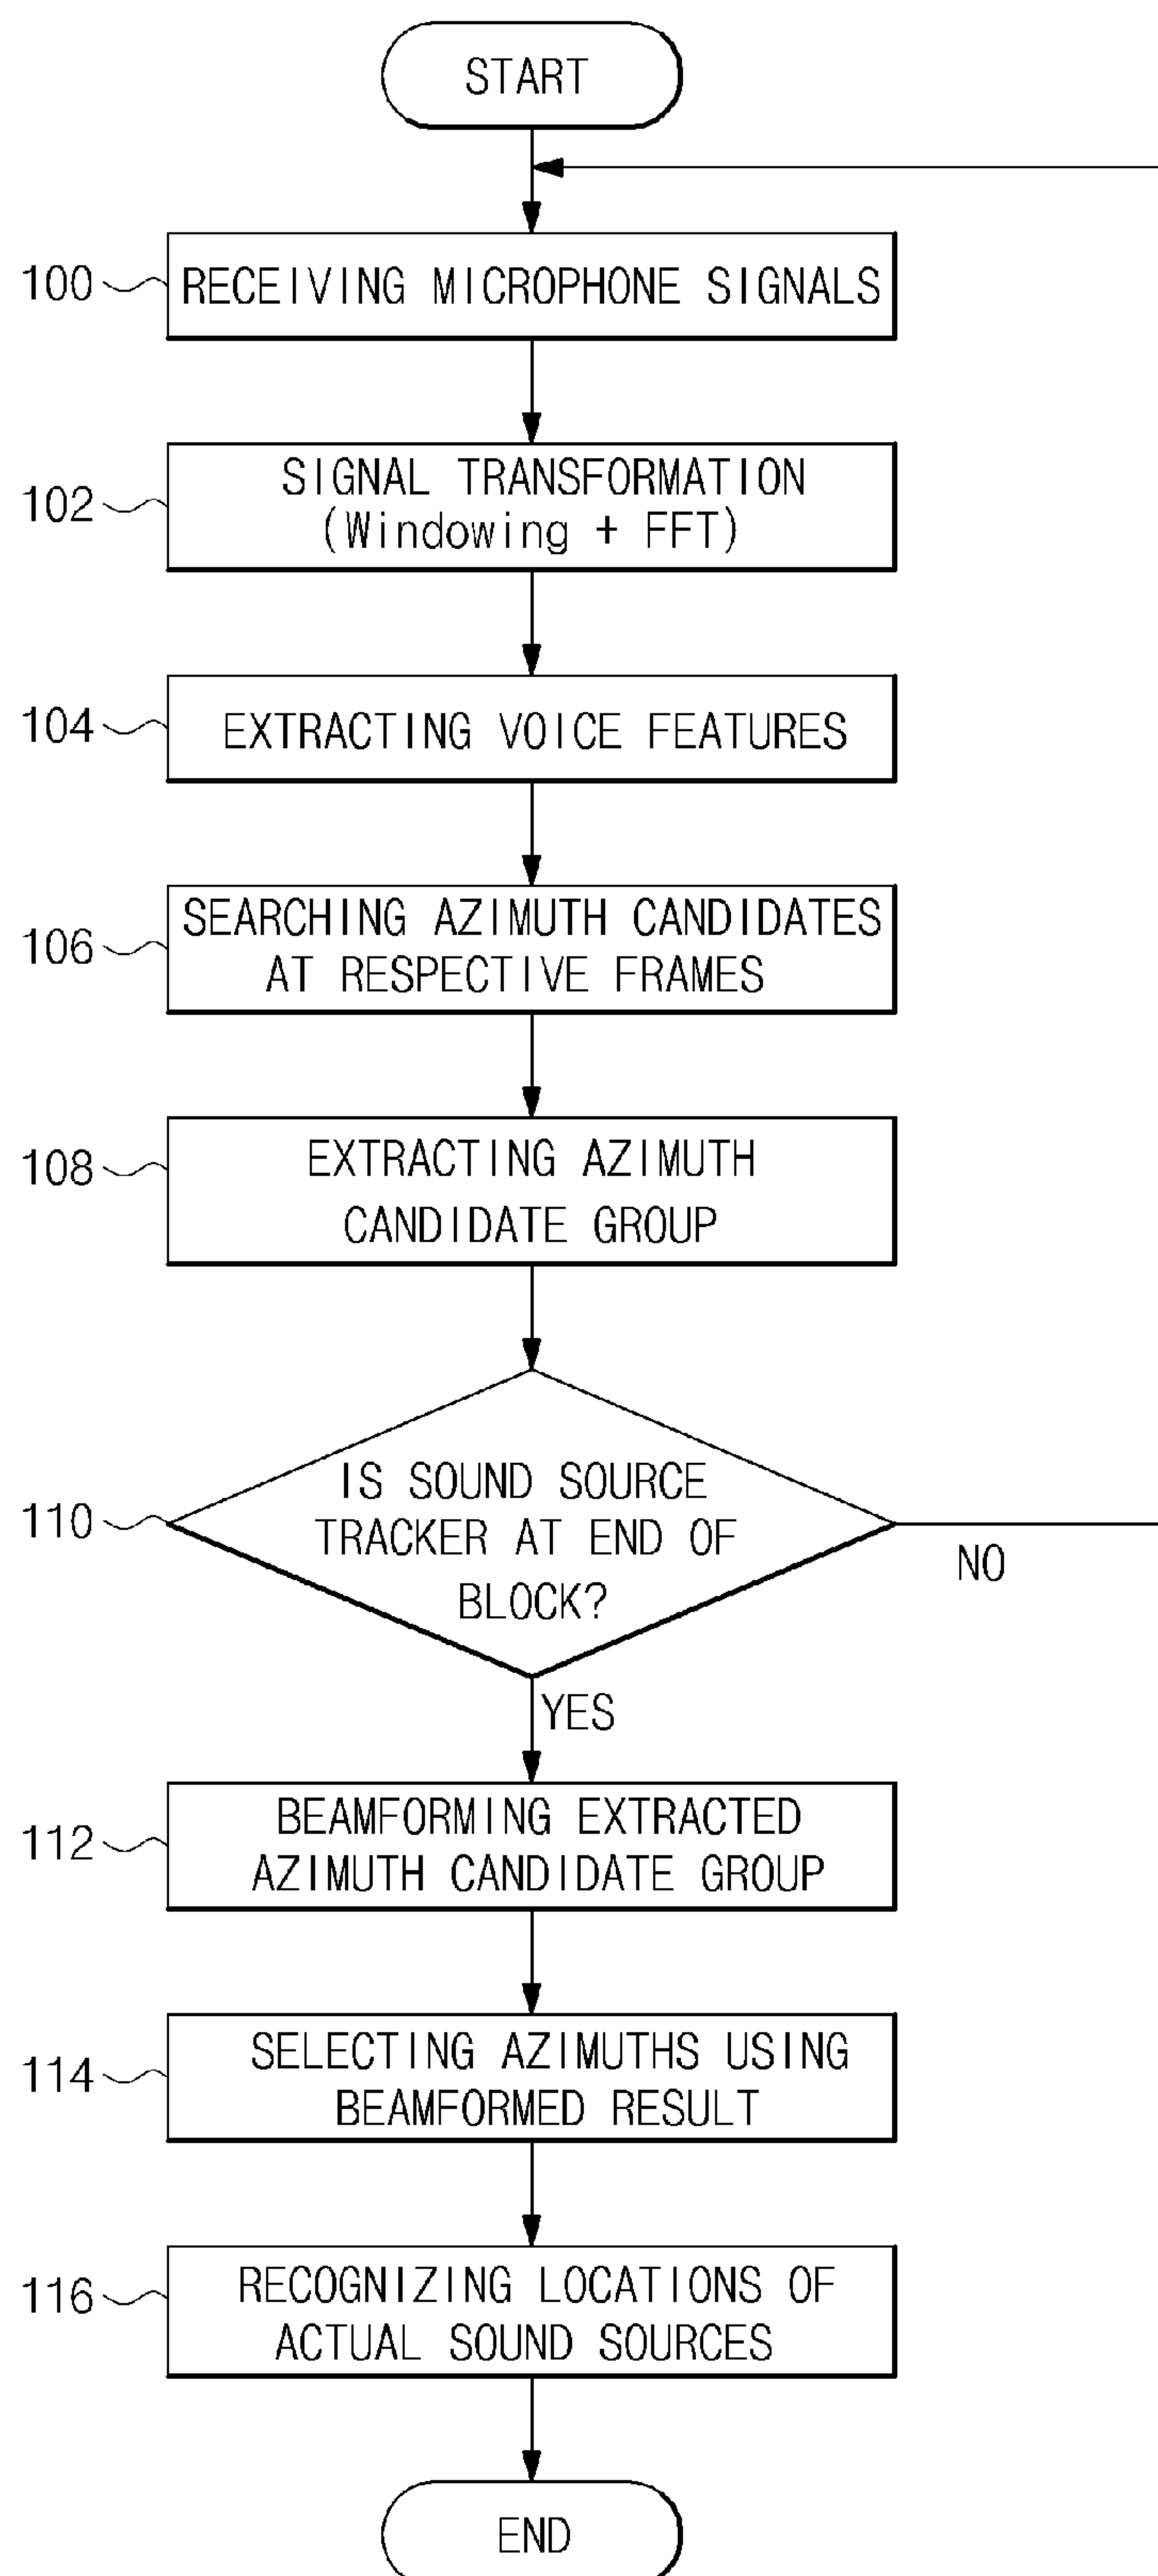 START
100
RECEIVING MICROPHONE SIGNALS
102
SIGNAL TRANSFORMATION
(Windowing + FFT)
104
EXTRACTING VOICE FEATURES
106
SEARCHING AZIMUTH CANDIDATES
AT RESPECTIVE FRAMES
108
EXTRACTING AZIMUTH
CANDIDATE GROUP
110
IS SOUND SOURCE
TRACKER AT END OF
BLOCK?
NO
YES
112
BEAMFORMING EXTRACTED
AZIMUTH CANDIDATE GROUP
114
SELECTING AZIMUTHS USING
BEAMFORMED RESULT
116
RECOGNIZING LOCATIONS OF
ACTUAL SOUND SOURCES
END